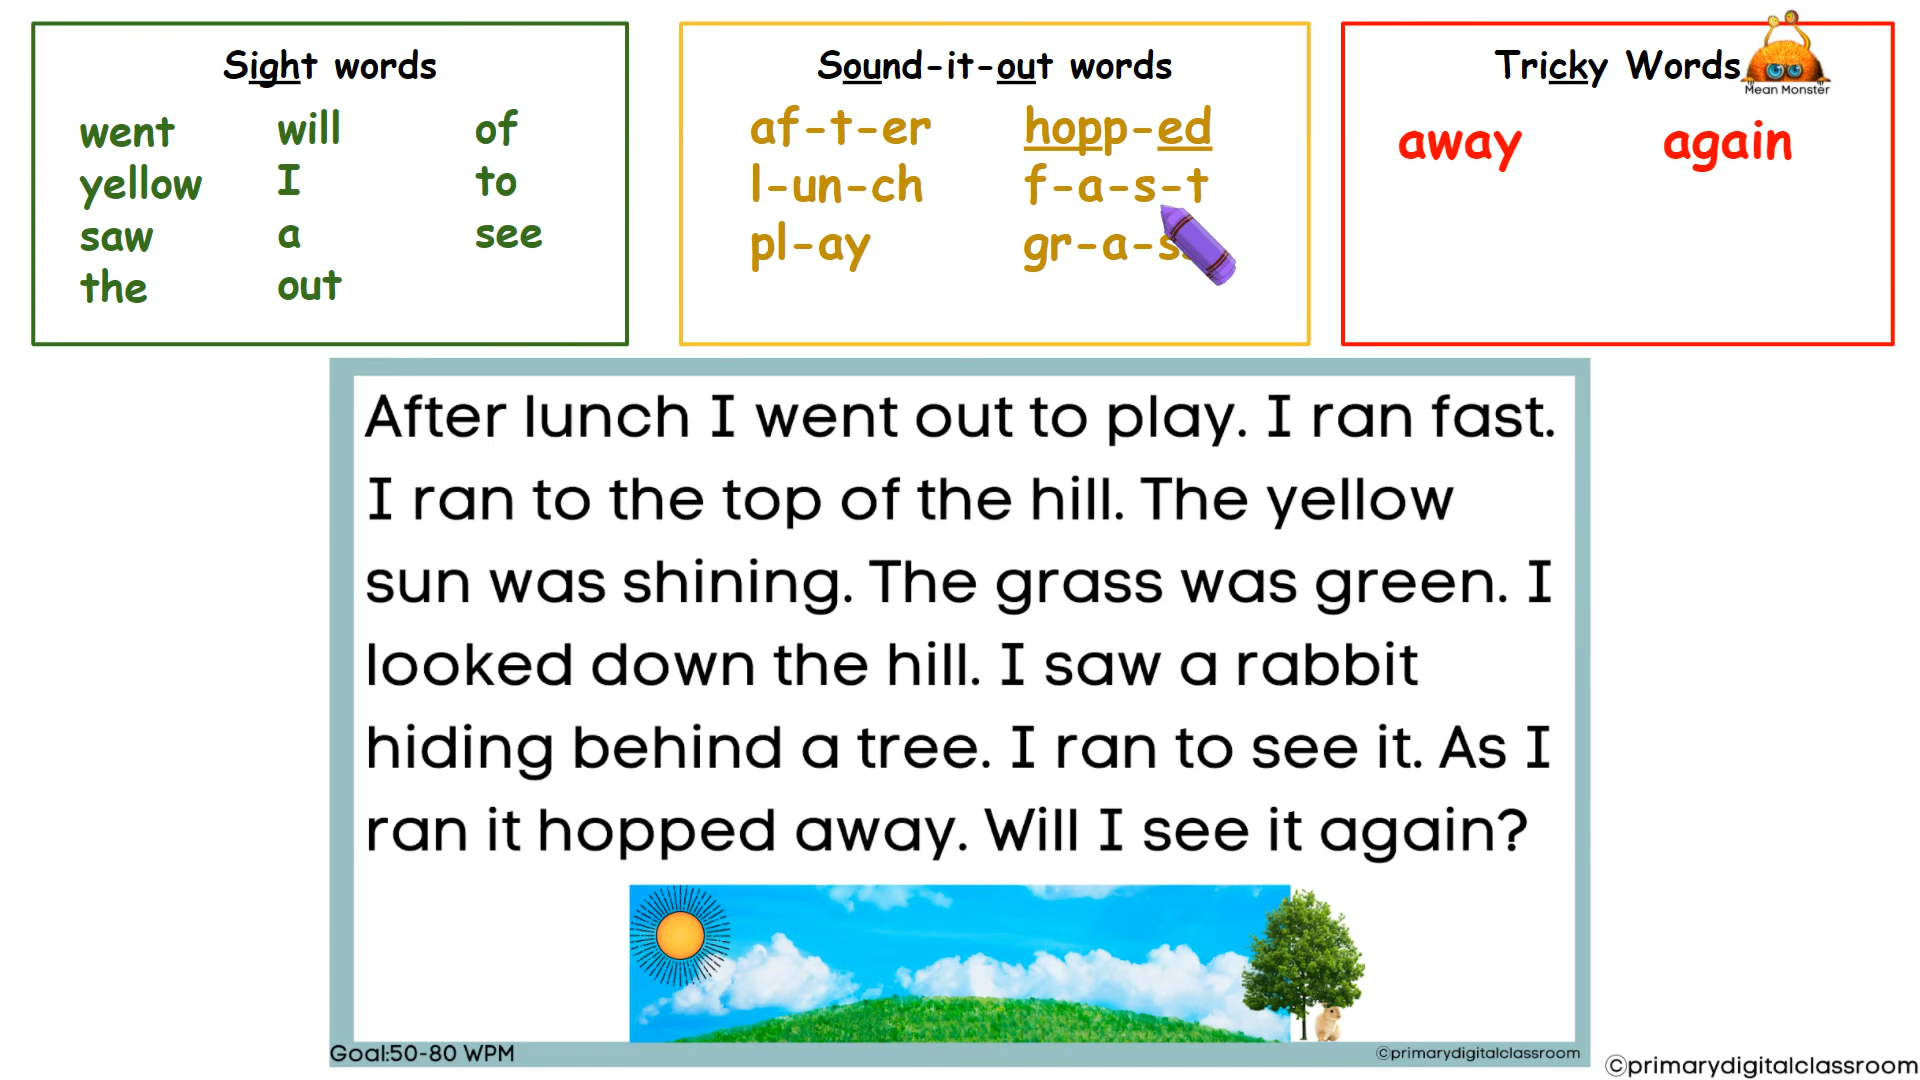 Sight words
went
yellow
saw
the
will
I
a
out
of
to
see
Sound-it-out words
af-t-er
l-un-ch
pl-ay
hopp-ed
f-a-s-t
Tricky Words
Mean Monster
away
again
After lunch I went out to play. I ran fast.
I ran to the top of the hill. The yellow
sun was shining. The grass was green. I
looked down the hill. I saw a rabbit
hiding behind a tree. I ran to see it. As I
ran it hopped away. Will I see it again?
Goal:50-80 WPM
©primarydigitalclassroom
©primarydigitalclassroom